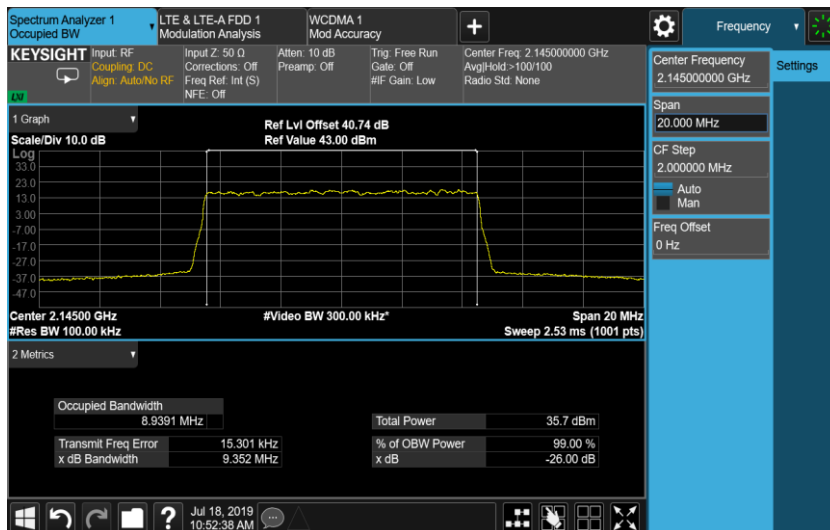 Spectrum Analyzer 1
Occupied BW
LTE & LTE-A FDD 1
Modulation Analysis
WCDMA 1
Mod Accuracy
Frequency
KEYSIGHT
LXI
Input: RF
Coupling: DC
Align: Auto/No RF
Input Z: 50 Ω
Corrections: Off
Freq Ref: Int (S)
NFE: Off
Atten: 10 dB
Preamp: Off
Trig: Free Run
Gate: Off
#IF Gain: Low
Center Freq: 2.145000000 GHz
Avg|Hold:>100/100
Radio Std: None
Center Frequency
2.145000000 GHz
Settings
Span
20.000 MHz
CF Step
2.000000 MHz
Auto
Man
Freq Offset
0 Hz
1 Graph
Scale/Div 10.0 dB
Ref Lvl Offset 40.74 dB
Ref Value 43.00 dBm
Log
33.0
23.0
13.0
3.00
-7.00
-17.0
-27.0
-37.0
-47.0
Center 2.14500 GHz
#Video BW 300.00 kHz*
Span 20 MHz
#Res BW 100.00 kHz
Sweep 2.53 ms (1001 pts)
2 Metrics
Occupied Bandwidth
8.9391 MHz
Total Power 35.7 dBm
Transmit Freq Error 15.301 kHz
% of OBW Power 99.00 %
x dB Bandwidth 9.352 MHz
x dB -26.00 dB
?
Jul 18, 2019
10:52:38 AM